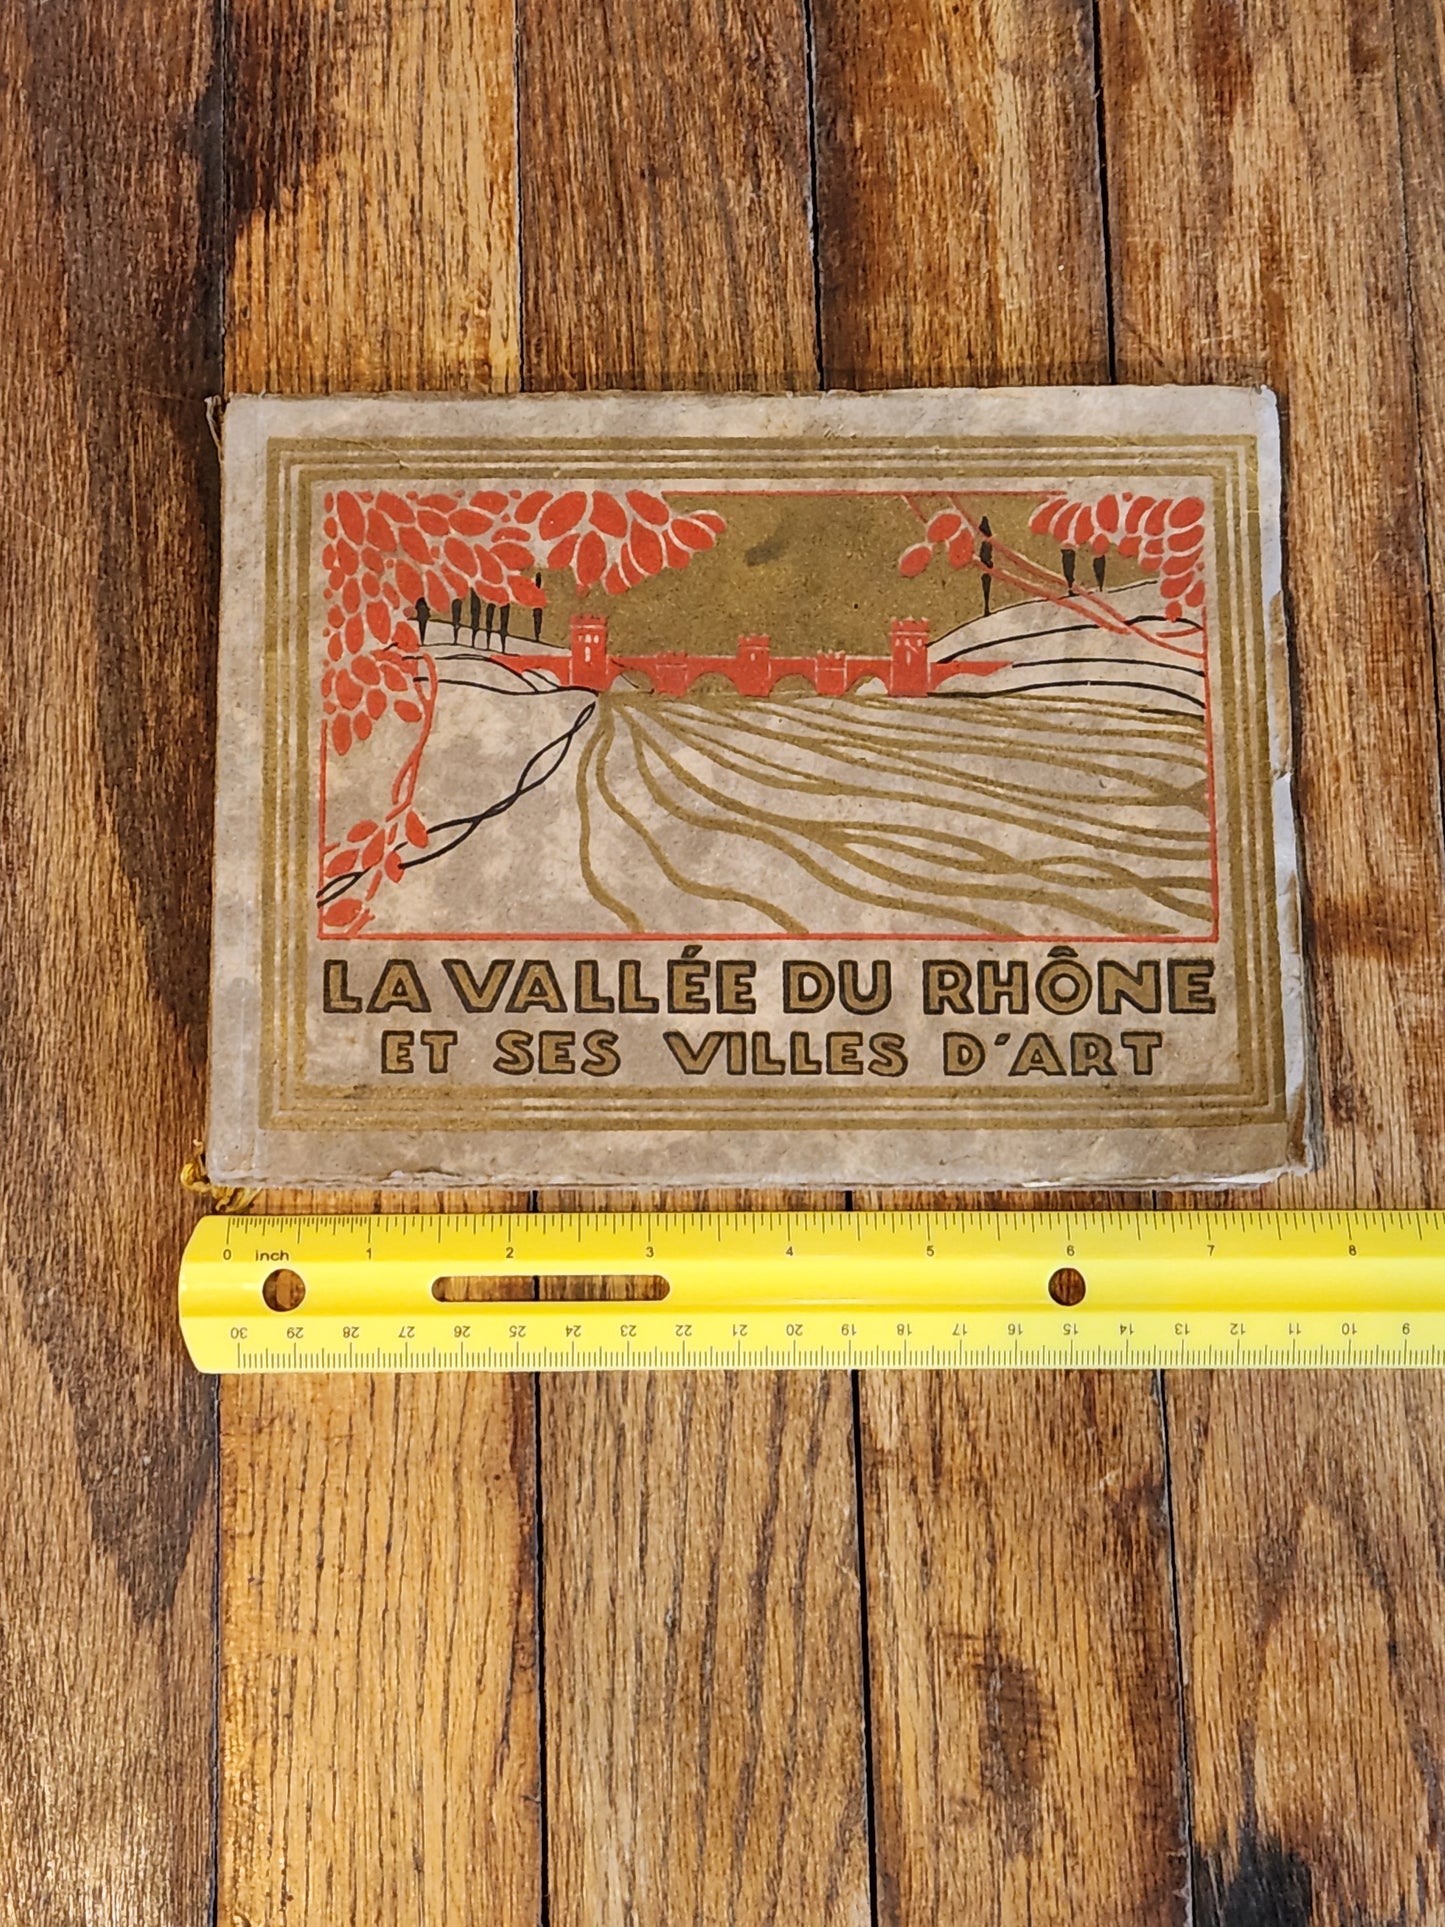 LA VALLÉE DU RHÔNE
ET SES VILLES D'ART
0 inch 1 2 3 4 5 6 7 8
30 29 28 27 26 25 24 23 22 21 20 19 18 17 16 15 14 13 12 11 10 9